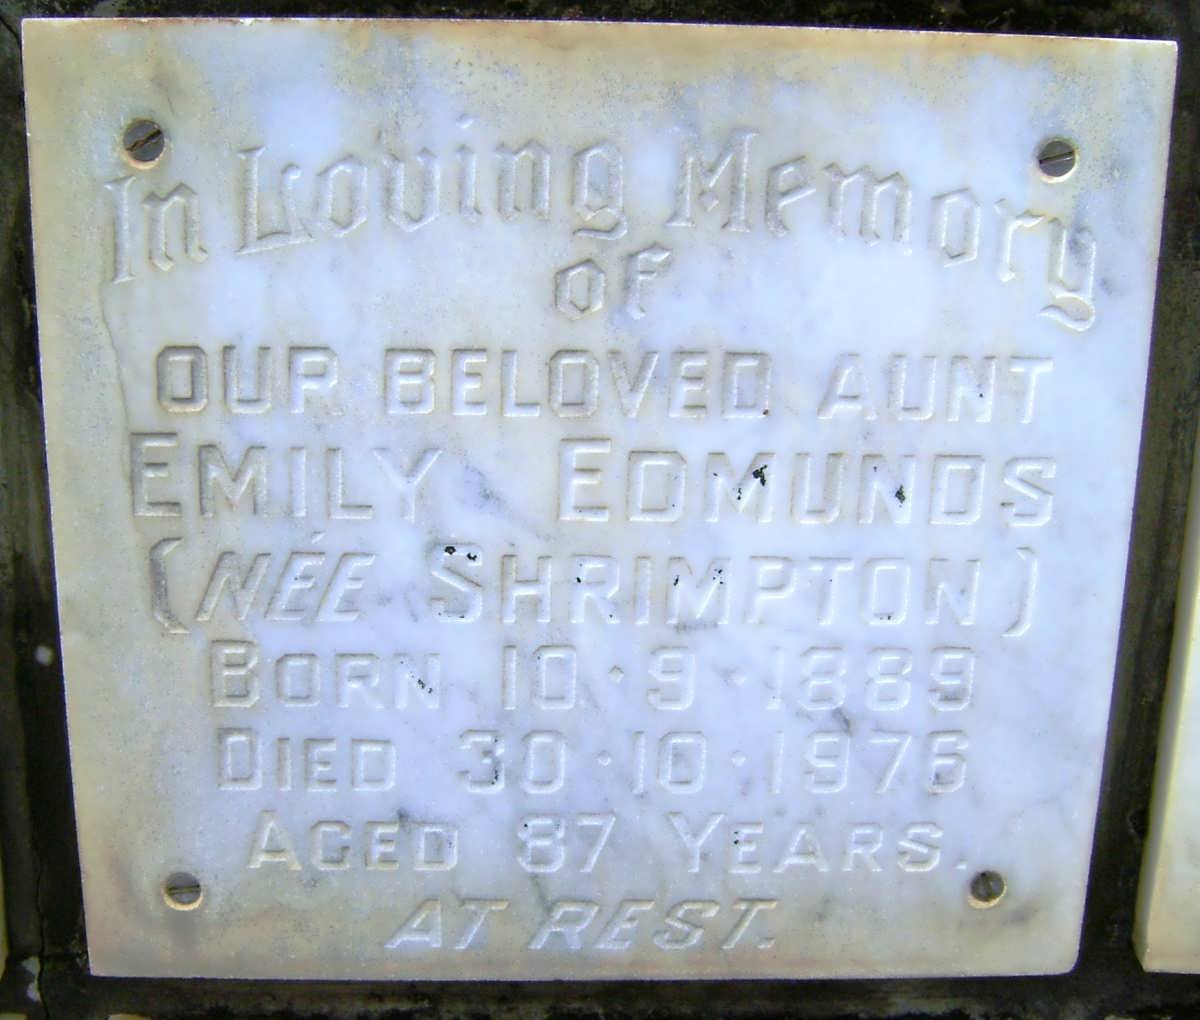 In Loving Memory
of
OUR BELOVED AUNT
EMILY EDMUNDS
(NÉE SHRIMPTON)
BORN 10·9·1889
DIED 30·10·1976
AGED 87 YEARS.
AT REST.